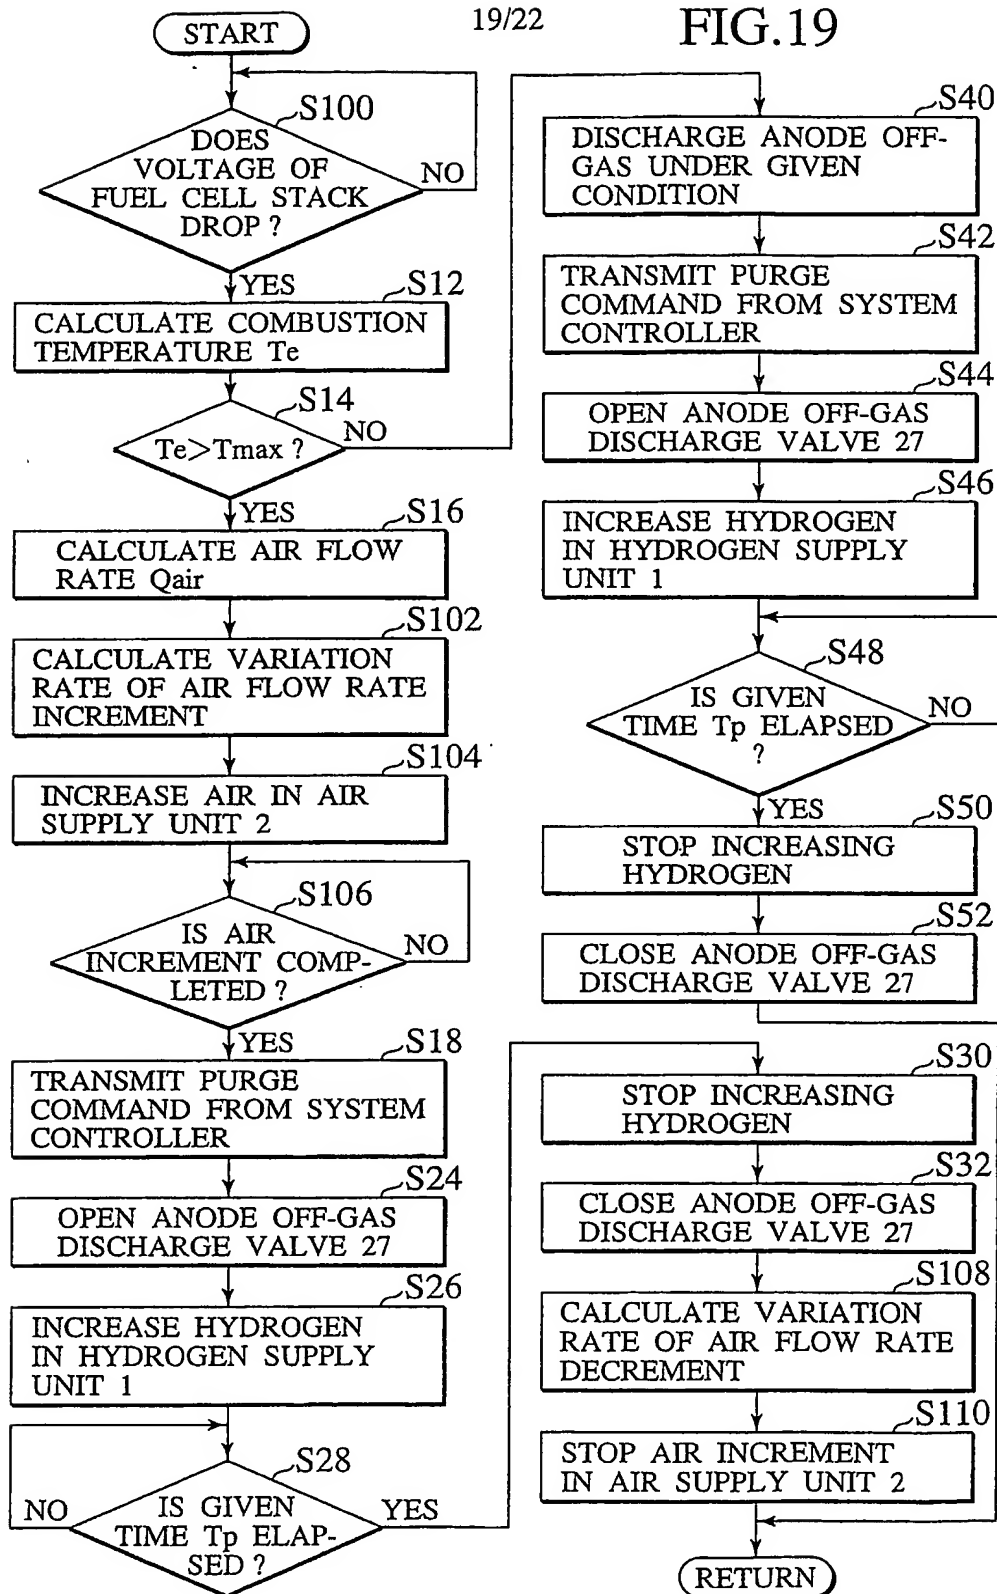 19/22
FIG.19
START
S100
DOES
VOLTAGE OF
FUEL CELL STACK
DROP ?
NO
YES
S12
CALCULATE COMBUSTION
TEMPERATURE Te
S14
Te>Tmax ?
NO
YES
S16
CALCULATE AIR FLOW
RATE Qair
S102
CALCULATE VARIATION
RATE OF AIR FLOW RATE
INCREMENT
S104
INCREASE AIR IN AIR
SUPPLY UNIT 2
S106
IS AIR
INCREMENT COMP-
LETED ?
NO
YES
S18
TRANSMIT PURGE
COMMAND FROM SYSTEM
CONTROLLER
S24
OPEN ANODE OFF-GAS
DISCHARGE VALVE 27
S26
INCREASE HYDROGEN
IN HYDROGEN SUPPLY
UNIT 1
S28
IS GIVEN
TIME Tp ELAP-
SED ?
NO
YES
S40
DISCHARGE ANODE OFF-
GAS UNDER GIVEN
CONDITION
S42
TRANSMIT PURGE
COMMAND FROM SYSTEM
CONTROLLER
S44
OPEN ANODE OFF-GAS
DISCHARGE VALVE 27
S46
INCREASE HYDROGEN
IN HYDROGEN SUPPLY
UNIT 1
S48
IS GIVEN
TIME Tp ELAPSED
?
NO
YES
S50
STOP INCREASING
HYDROGEN
S52
CLOSE ANODE OFF-GAS
DISCHARGE VALVE 27
S30
STOP INCREASING
HYDROGEN
S32
CLOSE ANODE OFF-GAS
DISCHARGE VALVE 27
S108
CALCULATE VARIATION
RATE OF AIR FLOW RATE
DECREMENT
S110
STOP AIR INCREMENT
IN AIR SUPPLY UNIT 2
RETURN